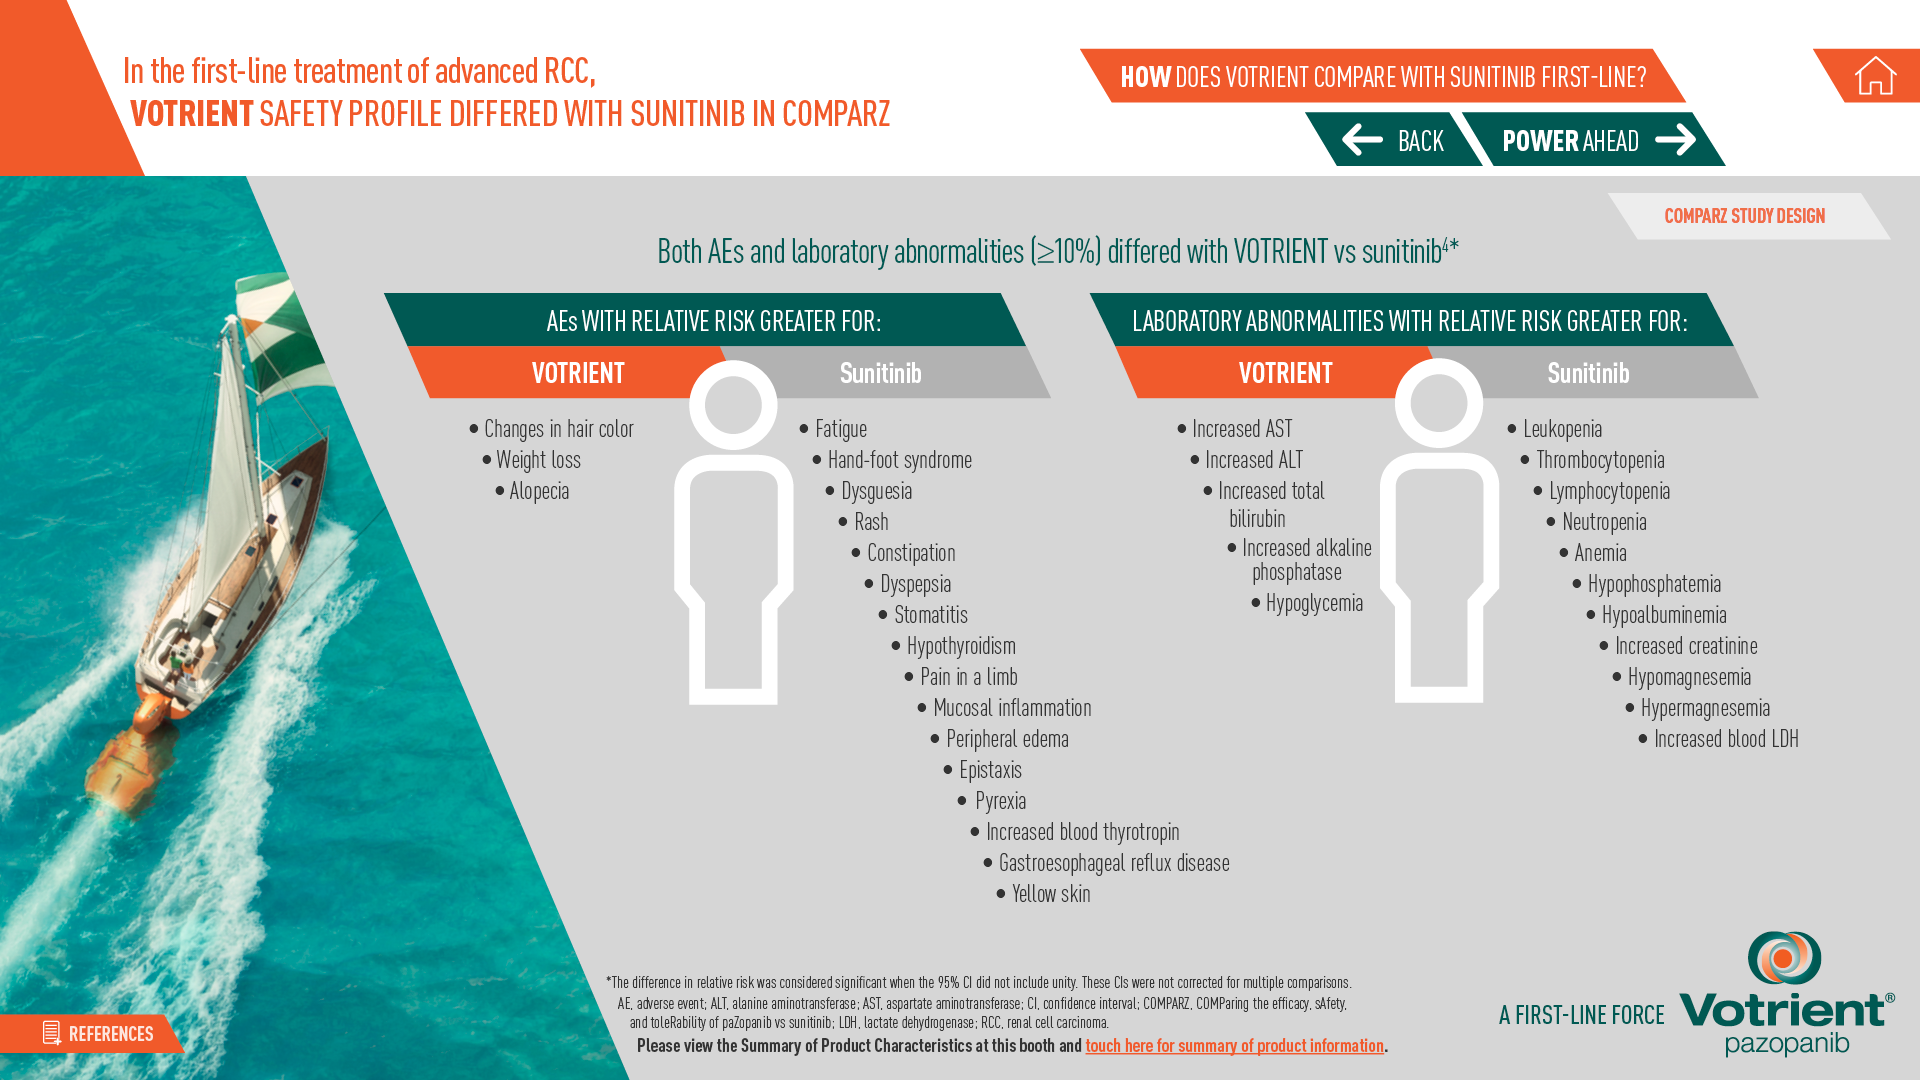 In the first-line treatment of advanced RCC,
VOTRIENT SAFETY PROFILE DIFFERED WITH SUNITINIB IN COMPARZ
HOW DOES VOTRIENT COMPARE WITH SUNITINIB FIRST-LINE?
BACK
POWER AHEAD
COMPARZ STUDY DESIGN
Both AEs and laboratory abnormalities (≥10%) differed with VOTRIENT vs sunitinib4*
AEs WITH RELATIVE RISK GREATER FOR:
VOTRIENT
Sunitinib
• Changes in hair color
• Weight loss
• Alopecia
• Fatigue
• Hand-foot syndrome
• Dysguesia
• Rash
• Constipation
• Dyspepsia
• Stomatitis
• Hypothyroidism
• Pain in a limb
• Mucosal inflammation
• Peripheral edema
• Epistaxis
• Pyrexia
• Increased blood thyrotropin
• Gastroesophageal reflux disease
• Yellow skin
LABORATORY ABNORMALITIES WITH RELATIVE RISK GREATER FOR:
VOTRIENT
Sunitinib
• Increased AST
• Increased ALT
• Increased total
bilirubin
• Increased alkaline
phosphatase
• Hypoglycemia
• Leukopenia
• Thrombocytopenia
• Lymphocytopenia
• Neutropenia
• Anemia
• Hypophosphatemia
• Hypoalbuminemia
• Increased creatinine
• Hypomagnesemia
• Hypermagnesemia
• Increased blood LDH
*The difference in relative risk was considered significant when the 95% CI did not include unity. These CIs were not corrected for multiple comparisons.
AE, adverse event; ALT, alanine aminotransferase; AST, aspartate aminotransferase; CI, confidence interval; COMPARZ, COMParing the efficacy, sAfety,
and toleRability of paZopanib vs sunitinib; LDH, lactate dehydrogenase; RCC, renal cell carcinoma.
Please view the Summary of Product Characteristics at this booth and touch here for summary of product information.
REFERENCES
A FIRST-LINE FORCE
Votrient®
pazopanib